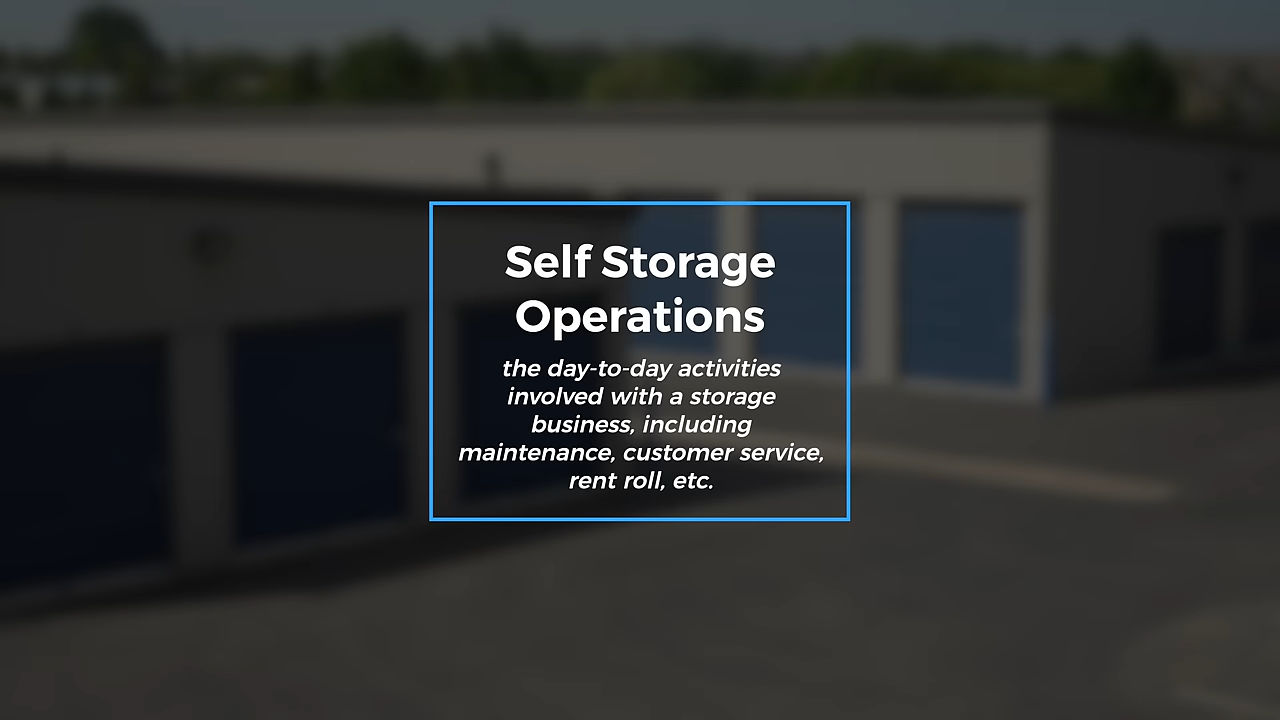 Self Storage
Operations
the day-to-day activities
involved with a storage
business, including
maintenance, customer service,
rent roll, etc.